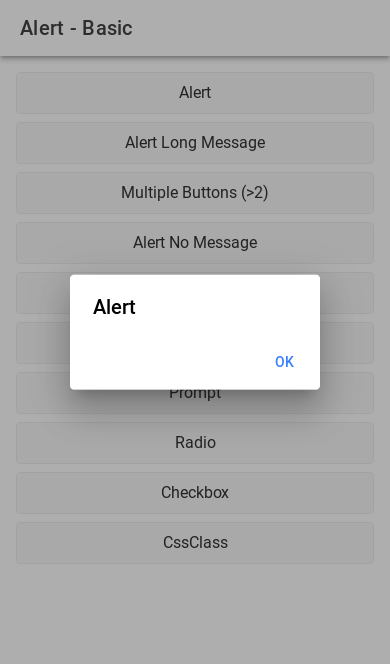 Alert - Basic
Alert
Alert Long Message
Multiple Buttons (>2)
Alert No Message
Alert
OK
Prompt
Radio
Checkbox
CssClass